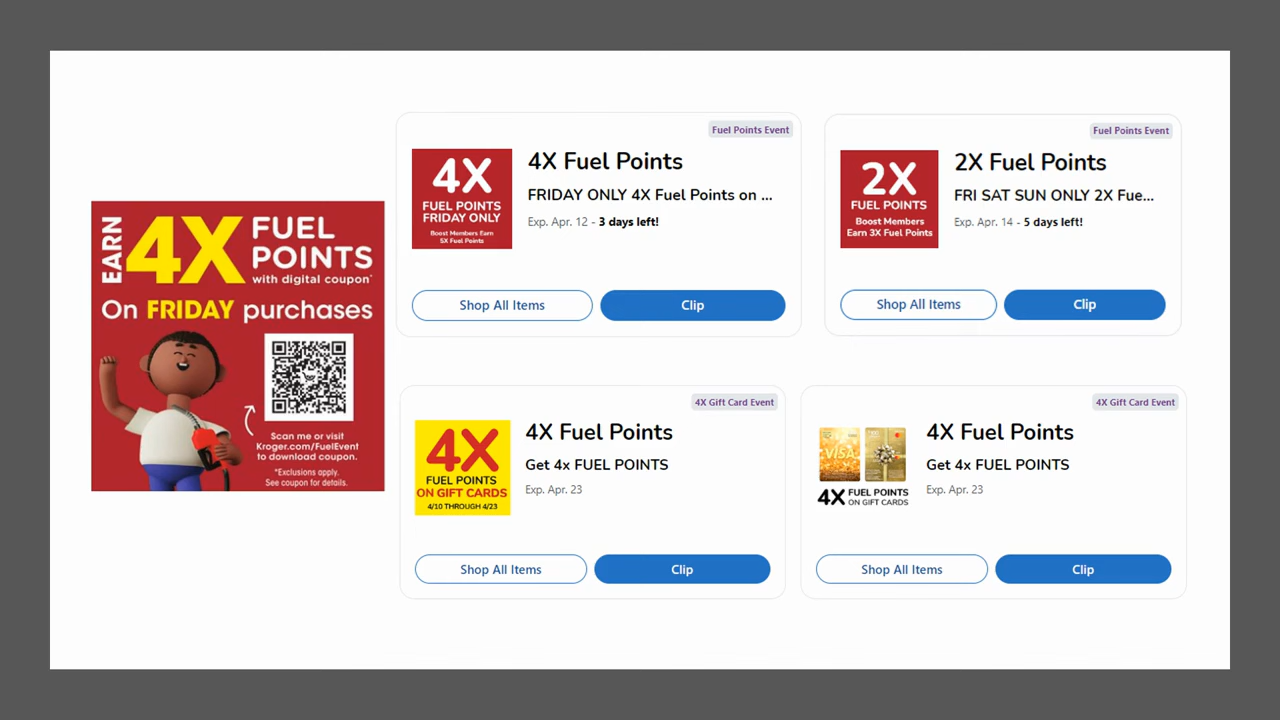 EARN 4X FUEL POINTS
with digital coupon*
On FRIDAY purchases
Scan me or visit
Kroger.com/FuelEvent
to download coupon.
*Exclusions apply.
See coupon for details.
Fuel Points Event
4X
FUEL POINTS
FRIDAY ONLY
Boost Members Earn
5X Fuel Points
4X Fuel Points
FRIDAY ONLY 4X Fuel Points on ...
Exp. Apr. 12 - 3 days left!
Shop All Items
Clip
Fuel Points Event
2X
FUEL POINTS
Boost Members
Earn 3X Fuel Points
2X Fuel Points
FRI SAT SUN ONLY 2X Fue...
Exp. Apr. 14 - 5 days left!
Shop All Items
Clip
4X Gift Card Event
4X
FUEL POINTS
ON GIFT CARDS
4/10 THROUGH 4/23
4X Fuel Points
Get 4x FUEL POINTS
Exp. Apr. 23
Shop All Items
Clip
4X Gift Card Event
VISA
4X FUEL POINTS
ON GIFT CARDS
4X Fuel Points
Get 4x FUEL POINTS
Exp. Apr. 23
Shop All Items
Clip